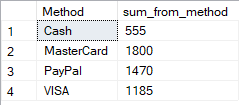 Method sum_from_method
1 Cash 555
2 MasterCard 1800
3 PayPal 1470
4 VISA 1185